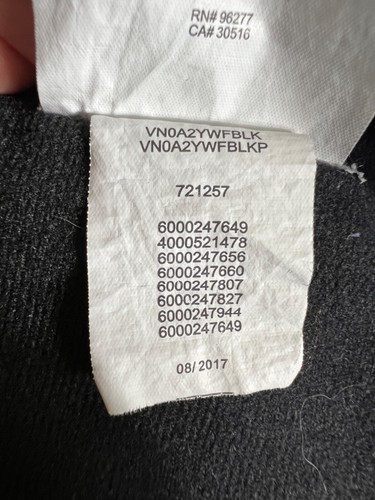 RN# 96277
CA# 30516
VN0A2YWFBLK
VN0A2YWFBLKP
721257
6000247649
4000521478
6000247656
6000247660
6000247807
6000247827
6000247944
6000247649
08/2017